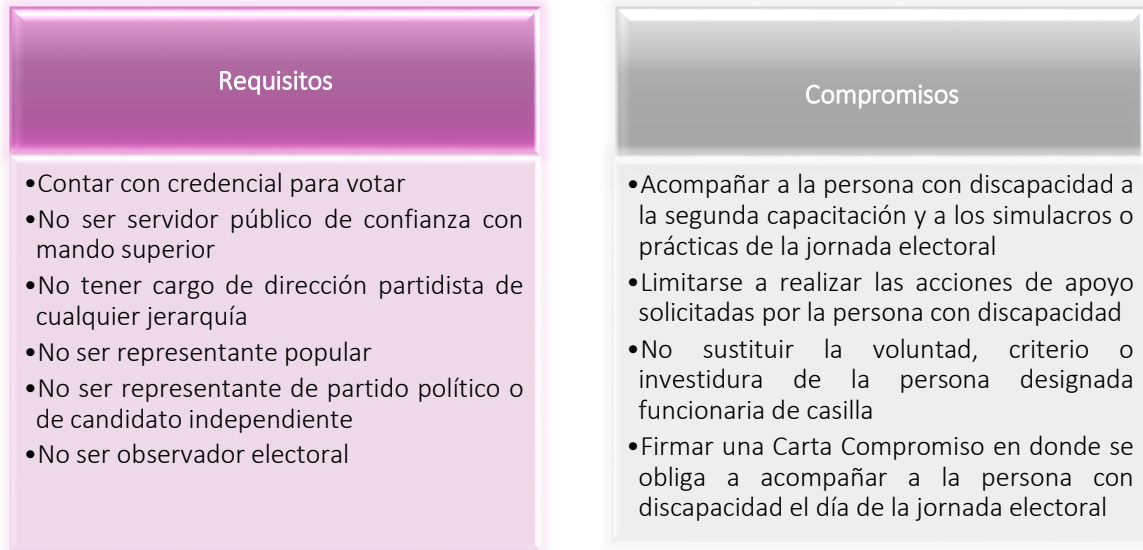 Requisitos
•Contar con credencial para votar
•No ser servidor público de confianza con
mando superior
•No tener cargo de dirección partidista de
cualquier jerarquía
•No ser representante popular
•No ser representante de partido político o
de candidato independiente
•No ser observador electoral
Compromisos
•Acompañar a la persona con discapacidad a
la segunda capacitación y a los simulacros o
prácticas de la jornada electoral
•Limitarse a realizar las acciones de apoyo
solicitadas por la persona con discapacidad
•No sustituir la voluntad, criterio o
investidura de la persona designada
funcionaria de casilla
•Firmar una Carta Compromiso en donde se
obliga a acompañar a la persona con
discapacidad el día de la jornada electoral